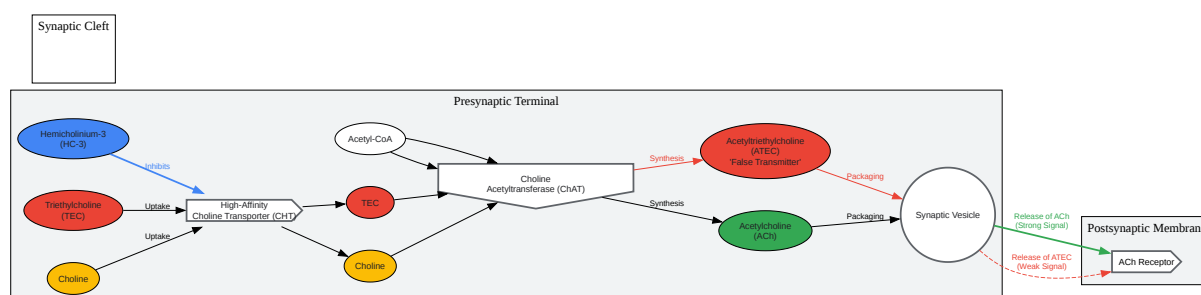 Synaptic Cleft
Presynaptic Terminal
Hemicholinium-3
(HC-3)
Inhibits
Triethylcholine
(TEC)
Uptake
Uptake
Choline
High-Affinity
Choline Transporter (CHT)
Acetyl-CoA
TEC
Choline
Choline
Acetyltransferase (ChAT)
Synthesis
Synthesis
Acetyltriethylcholine
(ATEC)
'False Transmitter'
Acetylcholine
(ACh)
Packaging
Packaging
Synaptic Vesicle
Release of ACh
(Strong Signal)
Release of ATEC
(Weak Signal)
Postsynaptic Membran
ACh Receptor